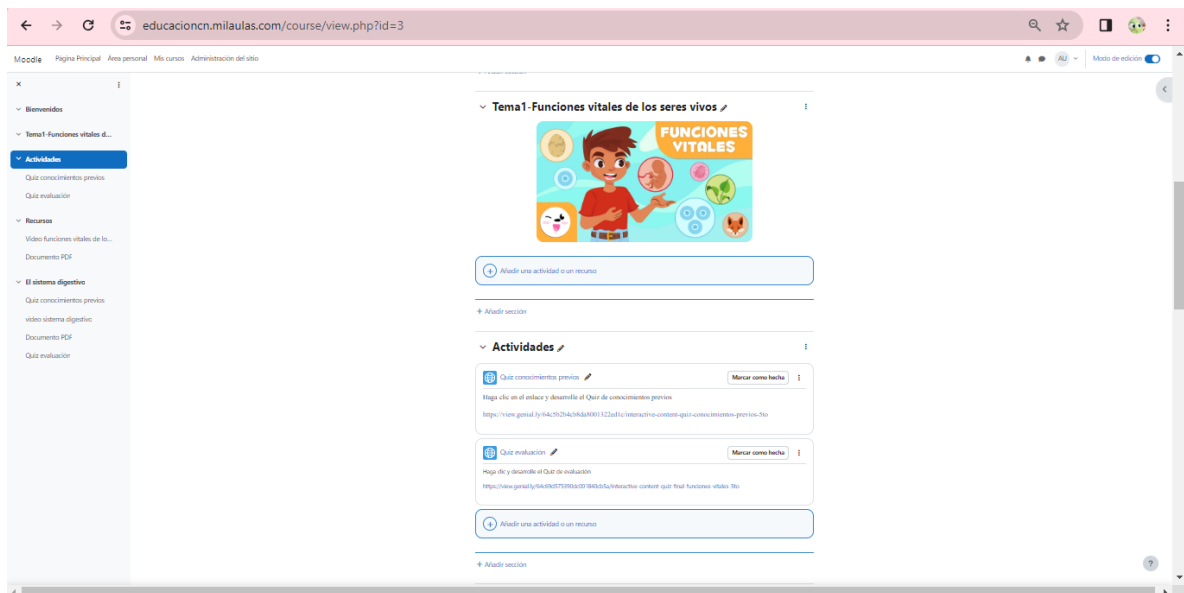 educacioncn.milaulas.com/course/view.php?id=3
Moodle Página Principal Área personal Mis cursos Administración del sitio
AU Modo de edición
Bienvenidos
Tema1-Funciones vitales d...
Actividades
Quiz conocimientos previos
Quiz evaluación
Recursos
Video funciones vitales de lo...
Documento PDF
El sistema digestivo
Quiz conocimientos previos
video sistema digestivo
Documento PDF
Quiz evaluación
Tema1-Funciones vitales de los seres vivos
FUNCIONES
VITALES
Añadir una actividad o un recurso
+ Añadir sección
Actividades
Quiz conocimientos previos Marcar como hecha
Haga clic en el enlace y desarrolle el Quiz de conocimientos previos
Quiz evaluación Marcar como hecha
Haga clic y desarrolle el Quiz de evaluación
Añadir una actividad o un recurso
+ Añadir sección
?